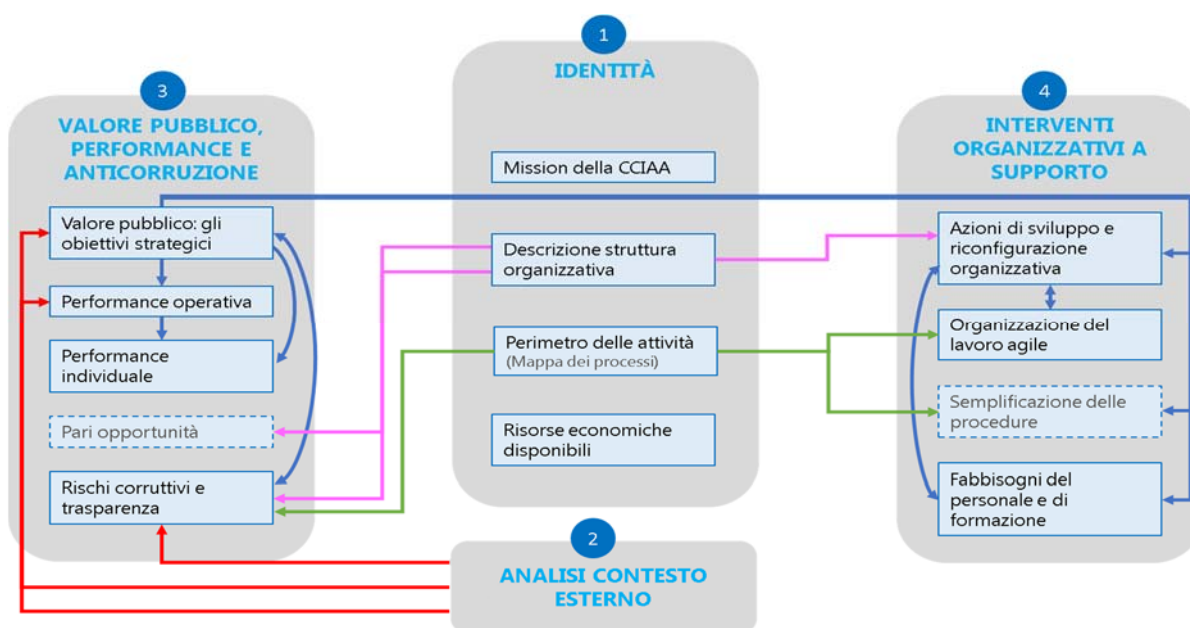 1
IDENTITÀ
Mission della CCIAA
Descrizione struttura
organizzativa
Perimetro delle attività
(Mappa dei processi)
Risorse economiche
disponibili
2
ANALISI CONTESTO
ESTERNO
3
VALORE PUBBLICO,
PERFORMANCE E
ANTICORRUZIONE
Valore pubblico: gli
obiettivi strategici
Performance operativa
Performance
individuale
Pari opportunità
Rischi corruttivi e
trasparenza
4
INTERVENTI
ORGANIZZATIVI A
SUPPORTO
Azioni di sviluppo e
riconfigurazione
organizzativa
Organizzazione del
lavoro agile
Semplificazione delle
procedure
Fabbisogni del
personale e di
formazione